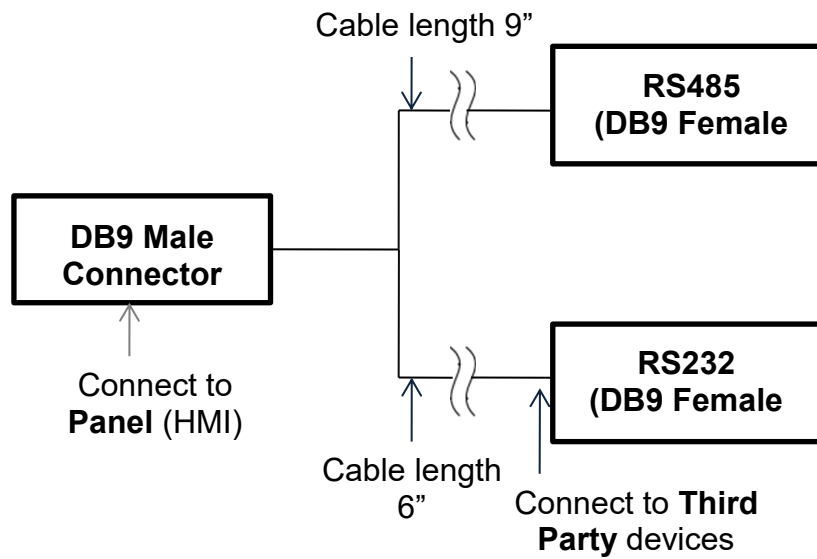 Cable length 9”
RS485
(DB9 Female
DB9 Male
Connector
RS232
(DB9 Female
Connect to
Panel (HMI)
Cable length
6”
Connect to Third
Party devices